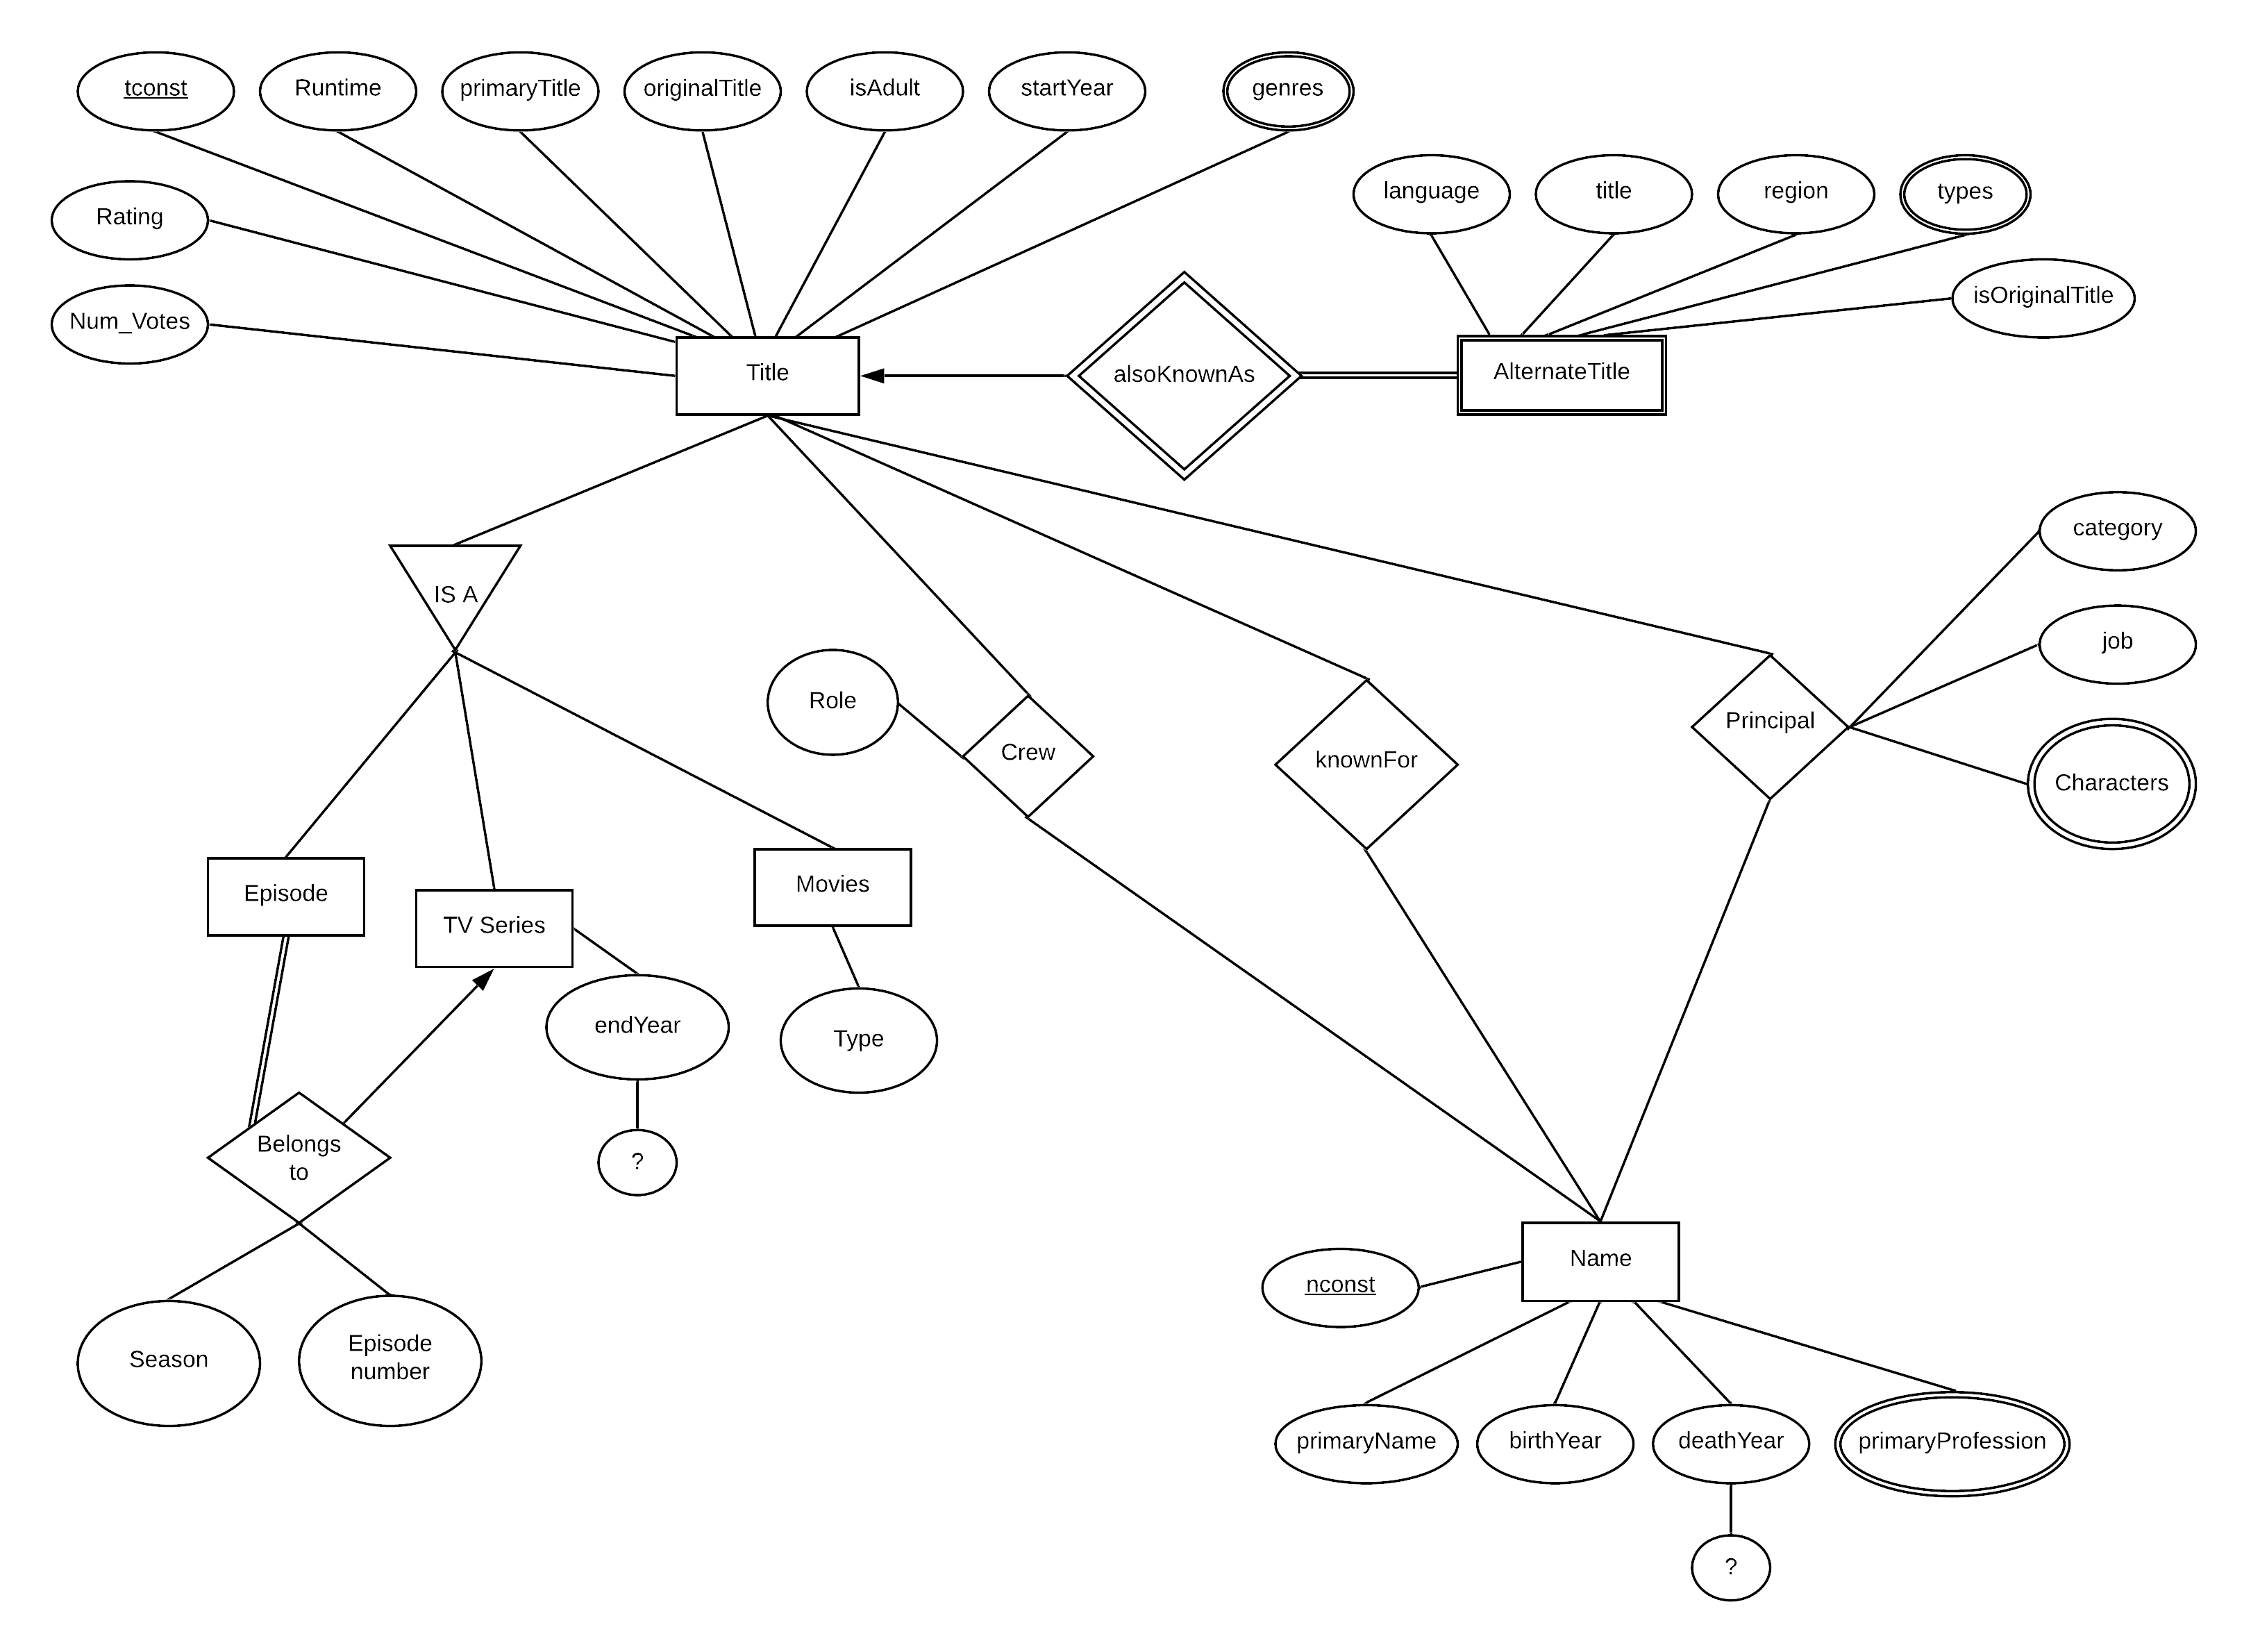 tconst
Runtime
primaryTitle
originalTitle
isAdult
startYear
genres
language
title
region
types
Rating
isOriginalTitle
Num_Votes
Title
alsoKnownAs
AlternateTitle
category
IS A
job
Role
Principal
Crew
knownFor
Characters
Episode
TV Series
Movies
endYear
Type
Belongs
to
?
Name
nconst
Season
Episode
number
primaryName
birthYear
deathYear
primaryProfession
?